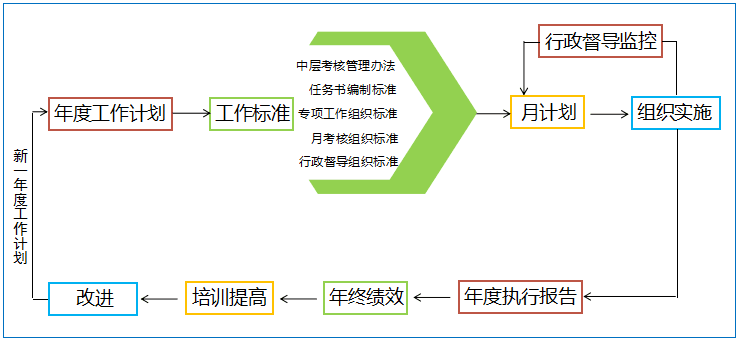 行政督导监控
中层考核管理办法
任务书编制标准
年度工作计划
工作标准
专项工作组织标准
月计划
组织实施
月考核组织标准
行政督导组织标准
新一年度工作计划
改进
培训提高
年终绩效
年度执行报告